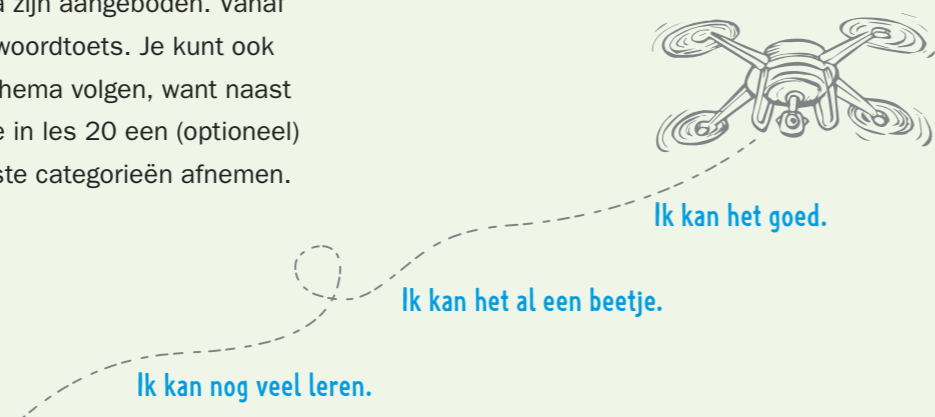 zijn aangeboden. Vanaf
woordtoets. Je kunt ook
hema volgen, want naast
e in les 20 een (optioneel)
ste categorieën afnemen.
Ik kan het goed.
Ik kan het al een beetje.
Ik kan nog veel leren.